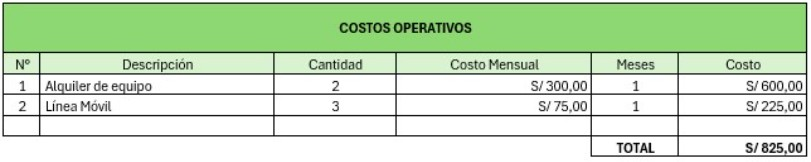 COSTOS OPERATIVOS
N° Descripción Cantidad Costo Mensual Meses Costo
1 Alquiler de equipo 2 S/ 300,00 1 S/ 600,00
2 Línea Móvil 3 S/ 75,00 1 S/ 225,00
TOTAL S/ 825,00